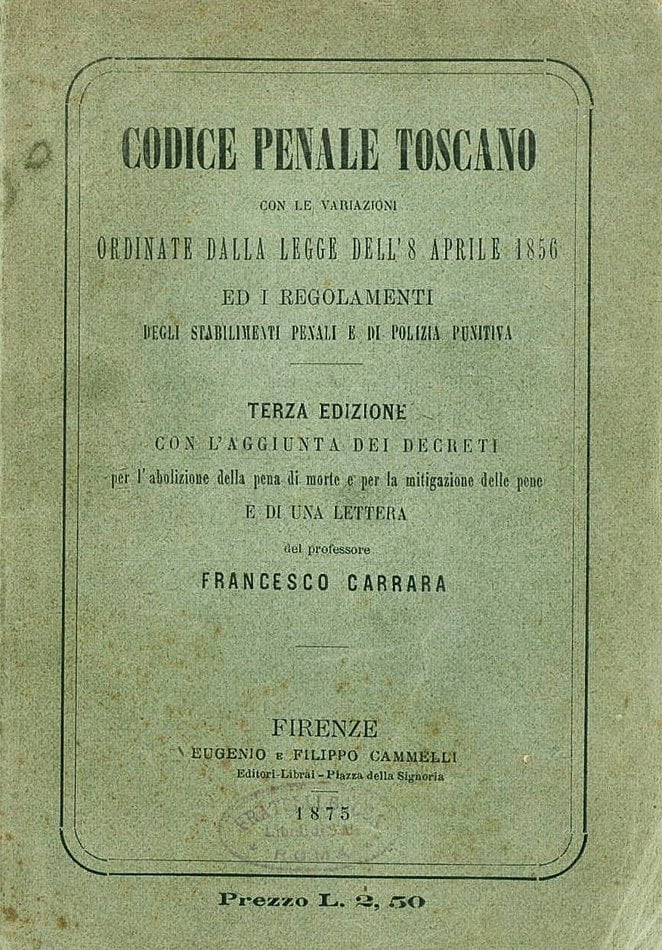 CODICE PENALE TOSCANO
CON LE VARIAZIONI
ORDINATE DALLA LEGGE DELL'8 APRILE 1856
ED I REGOLAMENTI
DEGLI STABILIMENTI PENALI E DI POLIZIA PUNITIVA
TERZA EDIZIONE
CON L'AGGIUNTA DEI DECRETI
per l'abolizione della pena di morte e per la mitigazione delle pene
E DI UNA LETTERA
del professore
FRANCESCO CARRARA
FIRENZE
EUGENIO E FILIPPO CAMMELLI
Editori-Librai - Piazza della Signoria
1875
ROMA
Prezzo L. 2, 50